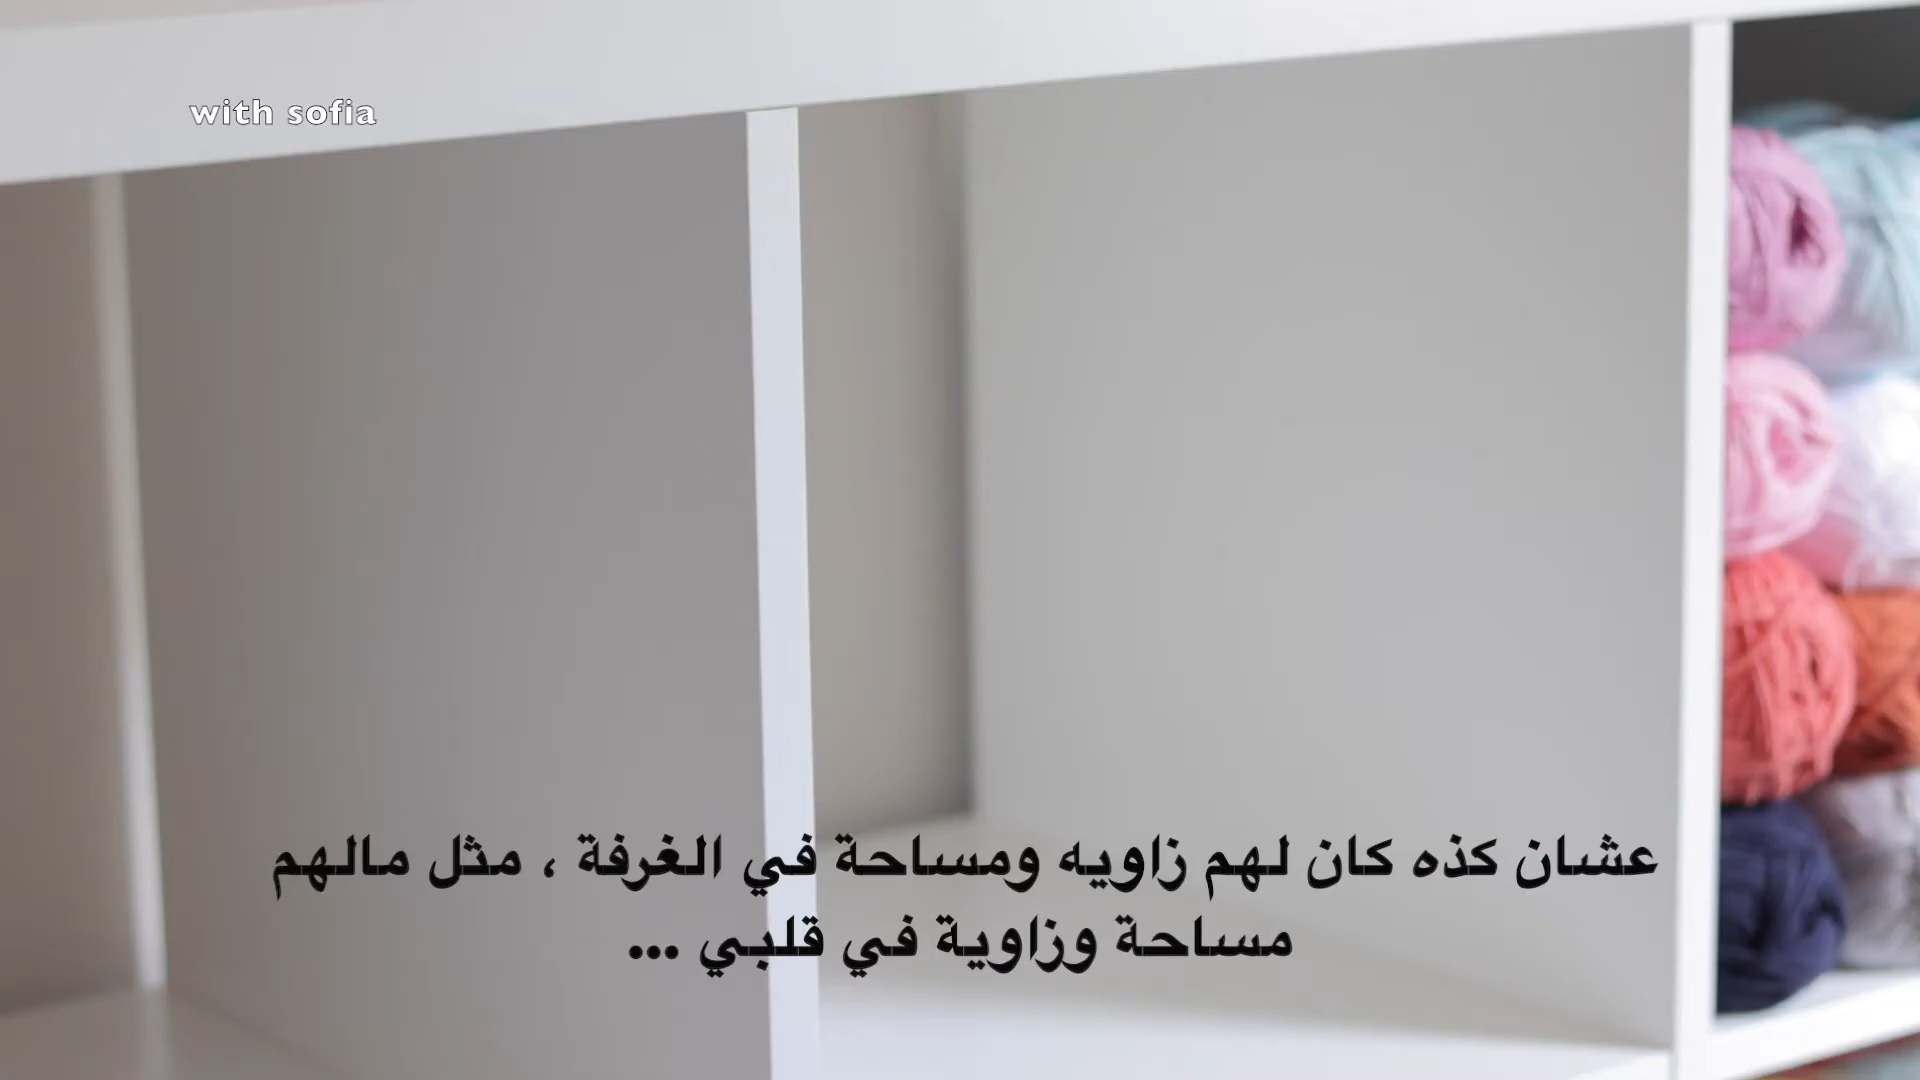 with sofia
عشان كذه كان لهم زاويه ومساحة في الغرفة ، مثل مالهم
مساحة وزاوية في قلبي ...